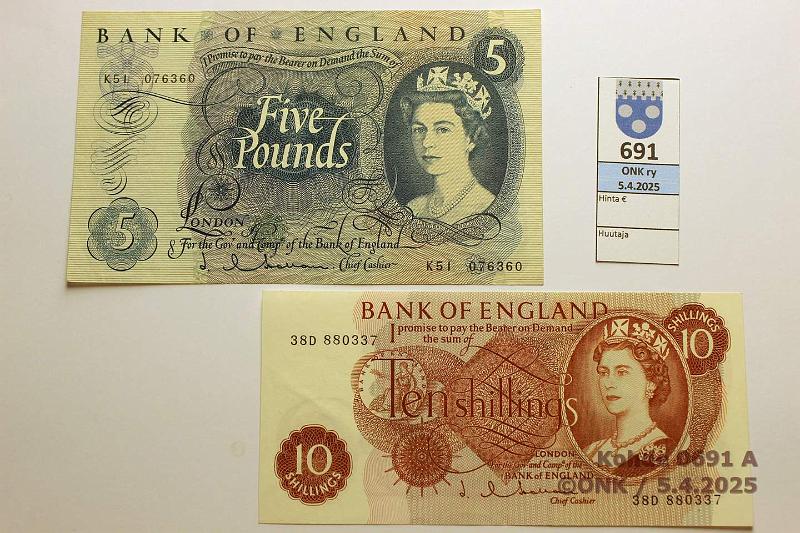 BANK OF ENGLAND
I Promise to pay the Bearer on Demand the Sum of
5
K51 076360
Five
Pounds
5
LONDON
For the Govr and Compa of the Bank of England
Chief Cashier
K51 076360
691
ONK ry
5.4.2025
Hinta €
Huutaja
BANK OF ENGLAND
I promise to pay the Bearer on Demand
the sum of
38D 880337
SHILLINGS
10
Ten shillings
10
SHILLINGS
LONDON
For the Govr and Compa of the
BANK OF ENGLAND
Chief Cashier
38D 880337
Kohde 0691 A
©ONK / 5.4.2025